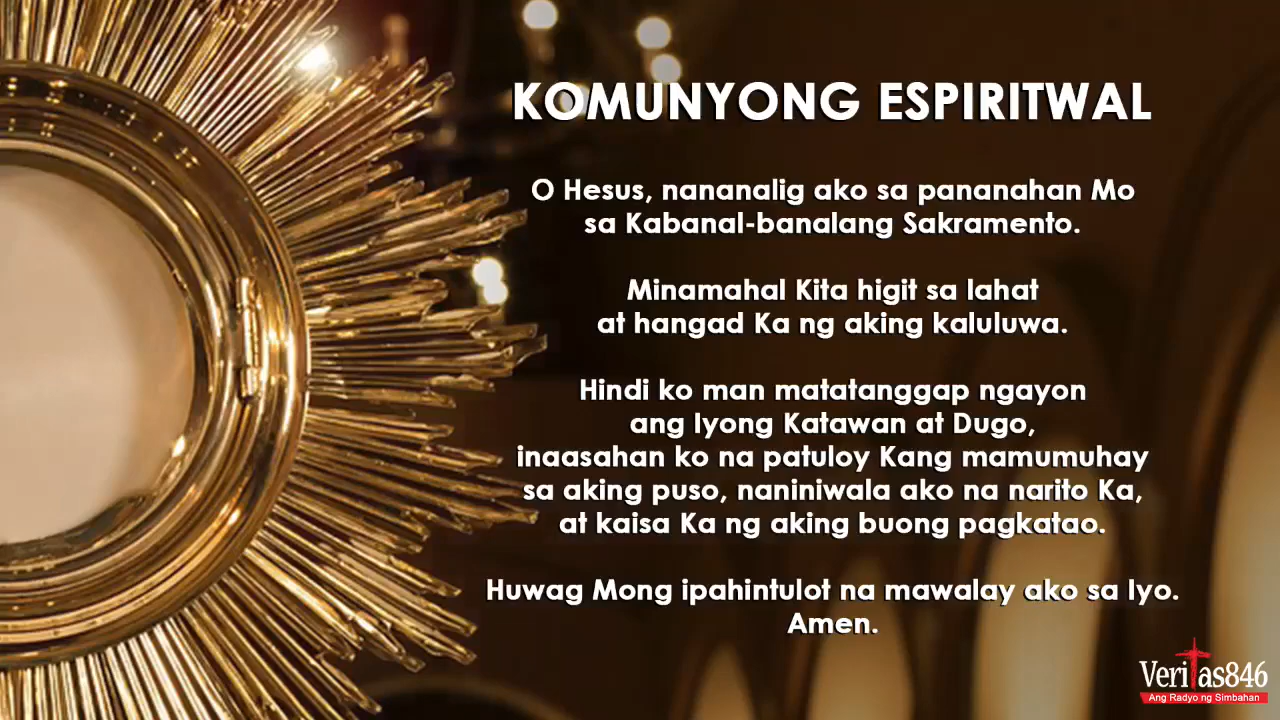 KOMUNYONG ESPIRITWAL
O Hesus, nananalig ako sa pananahan Mo
sa Kabanal-banalang Sakramento.
Minamahal Kita higit sa lahat
at hangad Ka ng aking kaluluwa.
Hindi ko man matatanggap ngayon
ang Iyong Katawan at Dugo,
inaasahan ko na patuloy Kang mamumuhay
sa aking puso, naniniwala ako na narito Ka,
at kaisa Ka ng aking buong pagkatao.
Huwag Mong ipahintulot na mawalay ako sa Iyo.
Amen.
Veritas846
Ang Radyo ng Simbahan